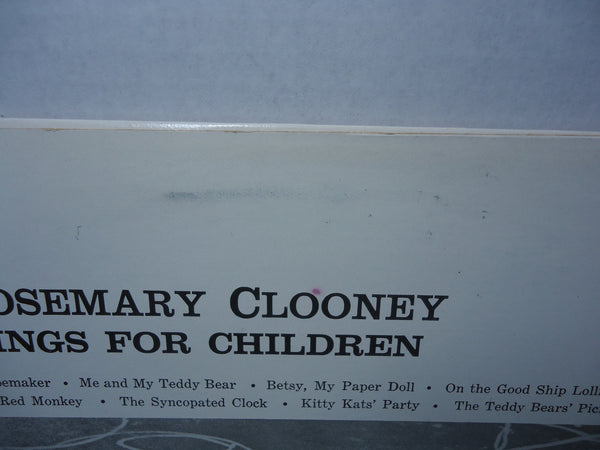 OSEMARY CLOONEY
INGS FOR CHILDREN
emaker • Me and My Teddy Bear • Betsy, My Paper Doll • On the Good Ship Lolli
Red Monkey • The Syncopated Clock • Kitty Kats' Party • The Teddy Bears' Pic